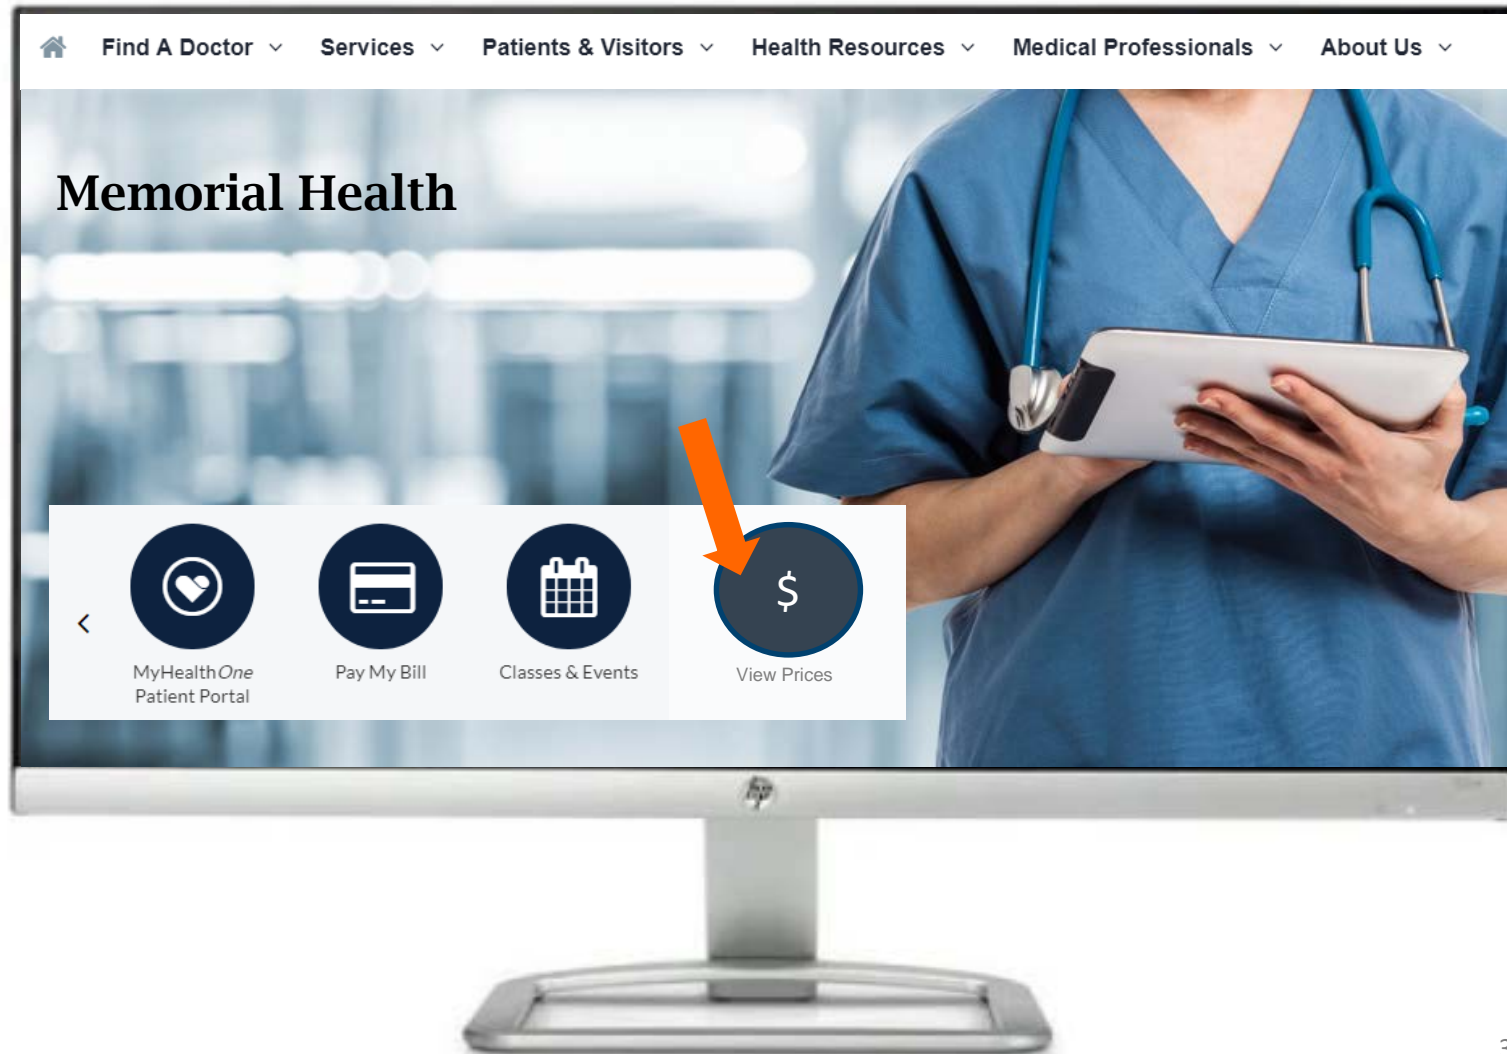 Find A Doctor Services Patients & Visitors Health Resources Medical Professionals About Us
Memorial Health
$
MyHealthOne
Patient Portal
Pay My Bill
Classes & Events
View Prices
hp